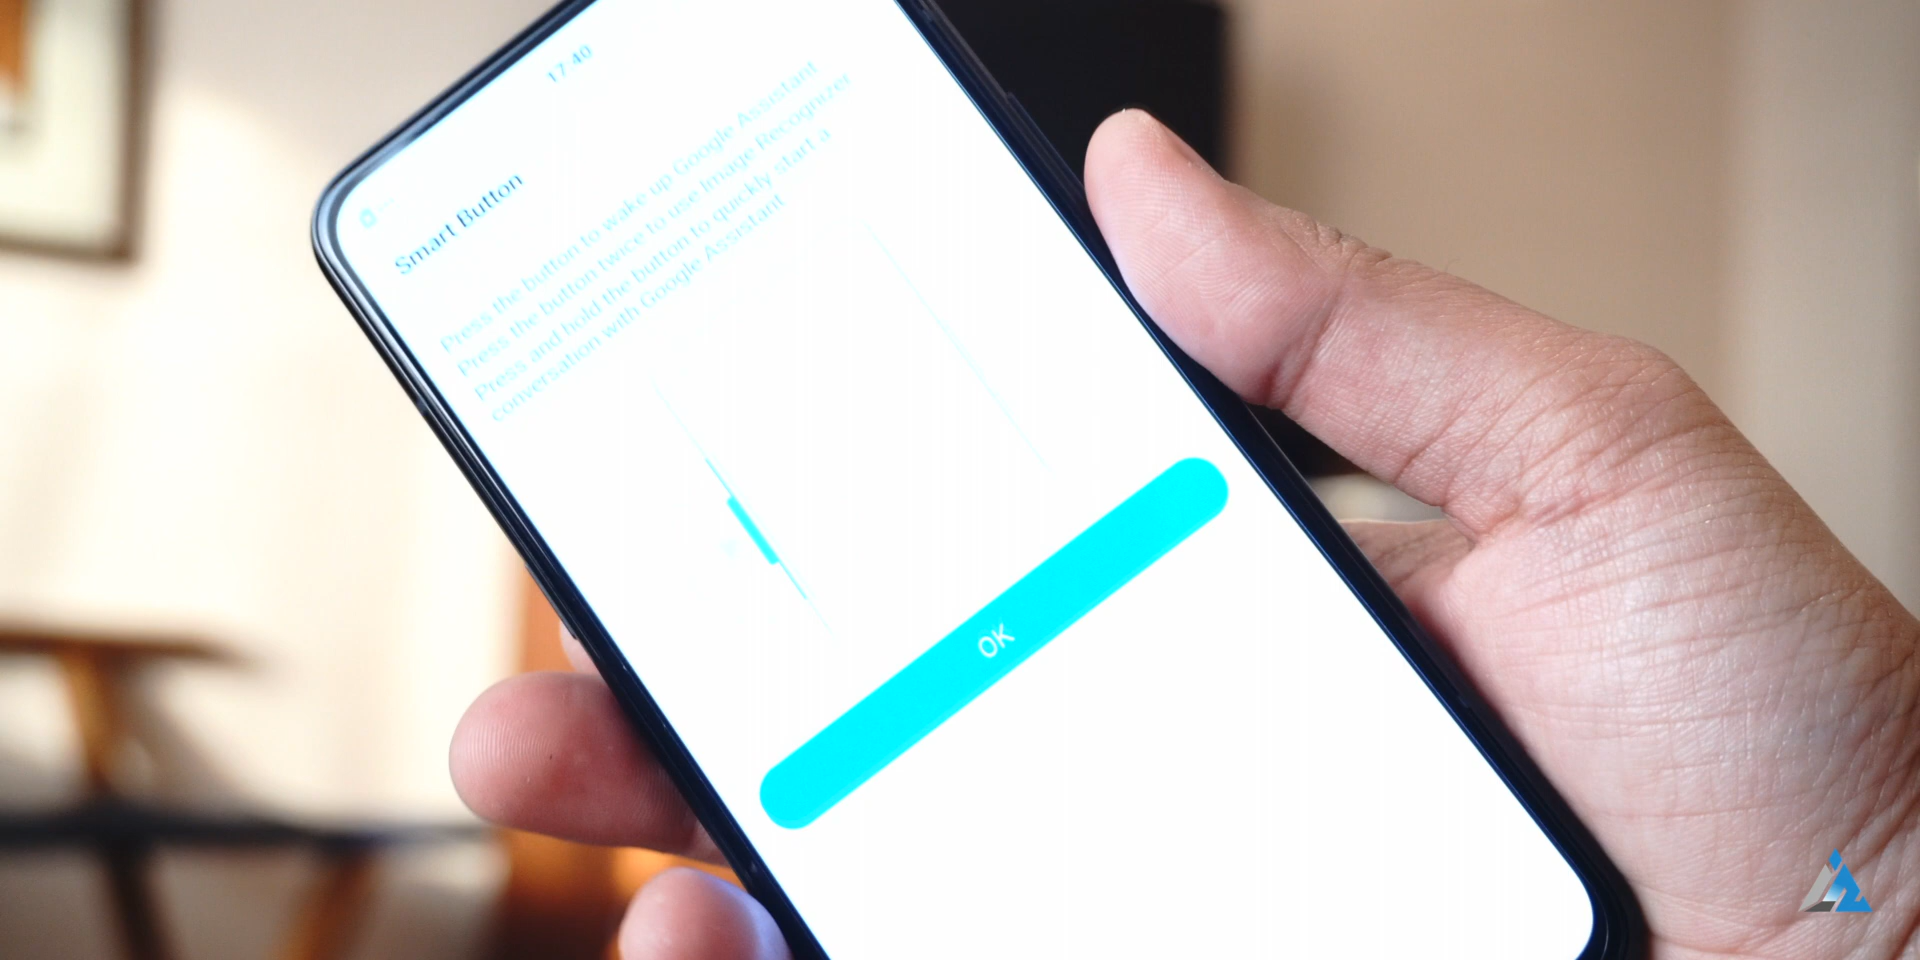 17:40
Smart Button
Press the button to wake up Google Assistant
Press the button twice to use Image Recognizer
Press and hold the button to quickly start a
conversation with Google Assistant
OK